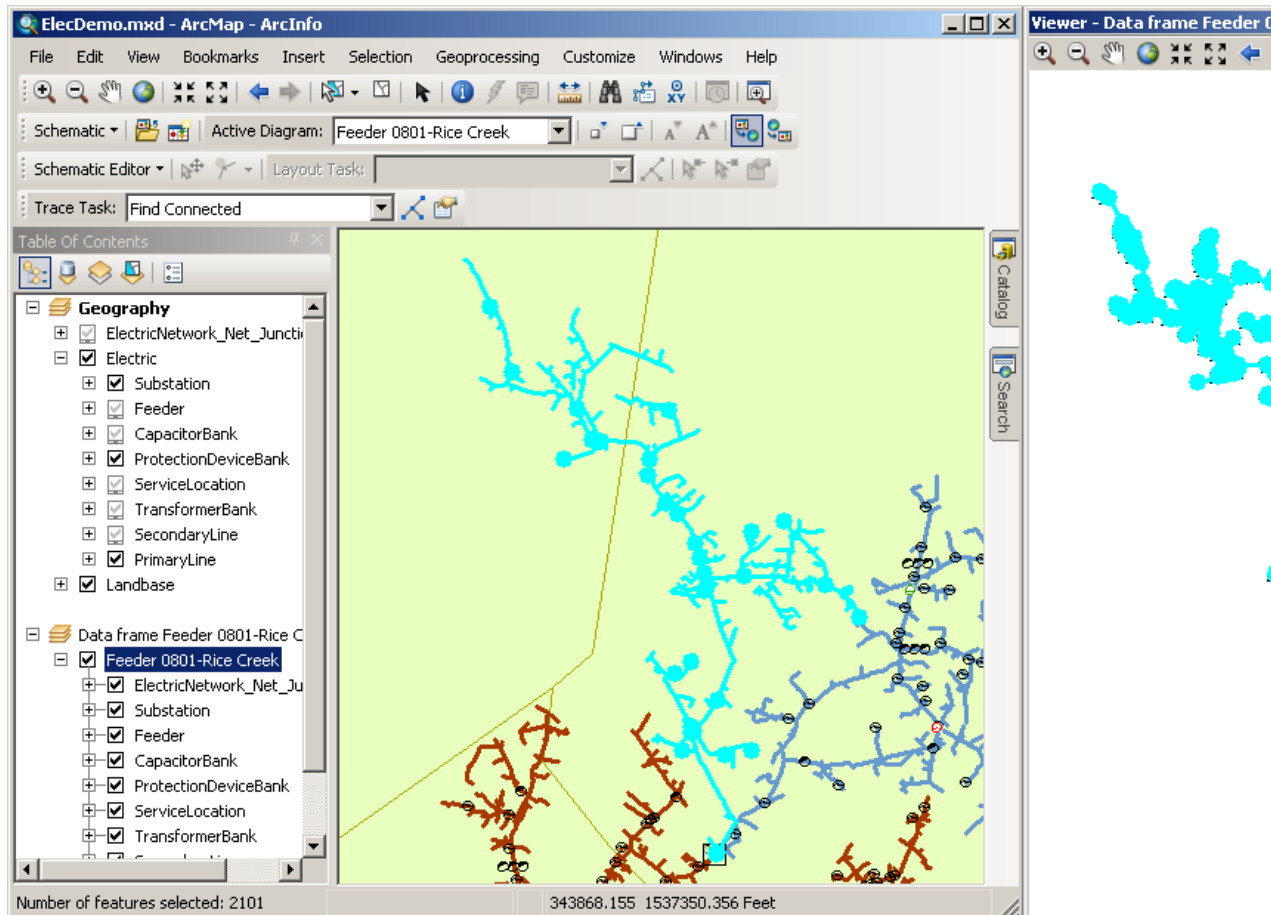 ElecDemo.mxd - ArcMap - ArcInfo
File Edit View Bookmarks Insert Selection Geoprocessing Customize Windows Help
XY
Schematic Active Diagram: Feeder 0801-Rice Creek A A
Schematic Editor Layout Task:
Trace Task: Find Connected
Table Of Contents
Geography
ElectricNetwork_Net_Juncti
Electric
Substation
Feeder
CapacitorBank
ProtectionDeviceBank
ServiceLocation
TransformerBank
SecondaryLine
PrimaryLine
Landbase
Data frame Feeder 0801-Rice C
Feeder 0801-Rice Creek
ElectricNetwork_Net_Ju
Substation
Feeder
CapacitorBank
ProtectionDeviceBank
ServiceLocation
TransformerBank
Catalog
Search
Number of features selected: 2101
343868.155 1537350.356 Feet
Viewer - Data frame Feeder 0